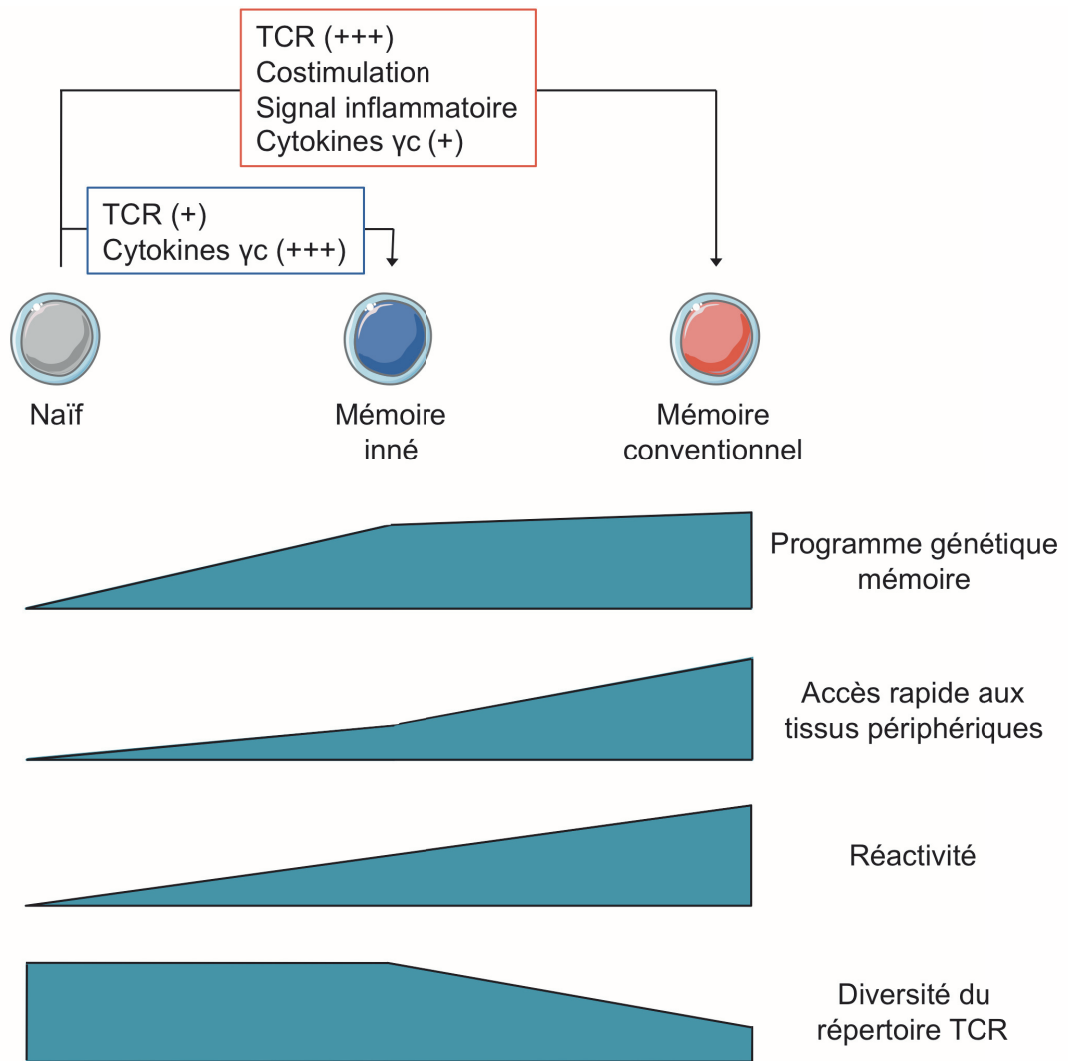 TCR (+++)
Costimulation
Signal inflammatoire
Cytokines γc (+)
TCR (+)
Cytokines γc (+++)
Naïf
Mémoire
inné
Mémoire
conventionnel
Programme génétique
mémoire
Accès rapide aux
tissus périphériques
Réactivité
Diversité du
répertoire TCR